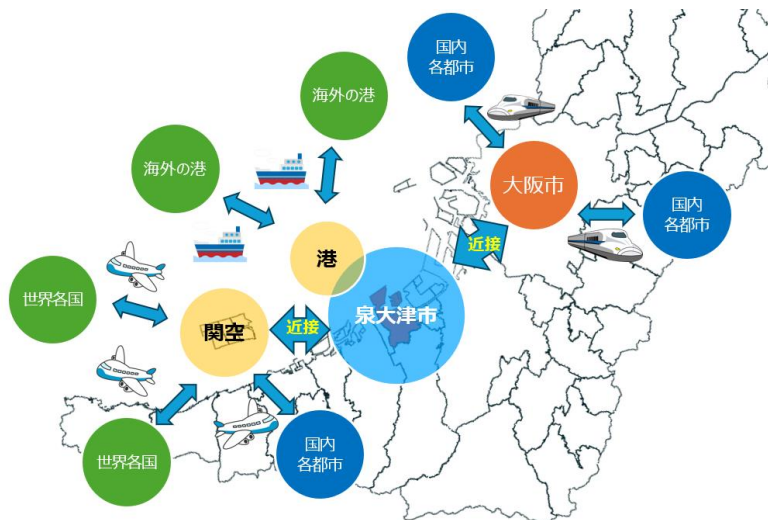 国内
各都市
海外の港
海外の港
大阪市
国内
各都市
近接
港
世界各国
関空
近接
泉大津市
世界各国
国内
各都市